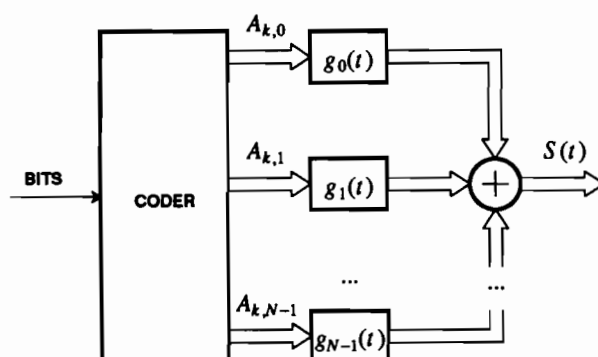 A_{k,0}
g_0(t)
A_{k,1}
S(t)
BITS
g_1(t)
CODER
...
...
A_{k,N-1}
g_{N-1}(t)